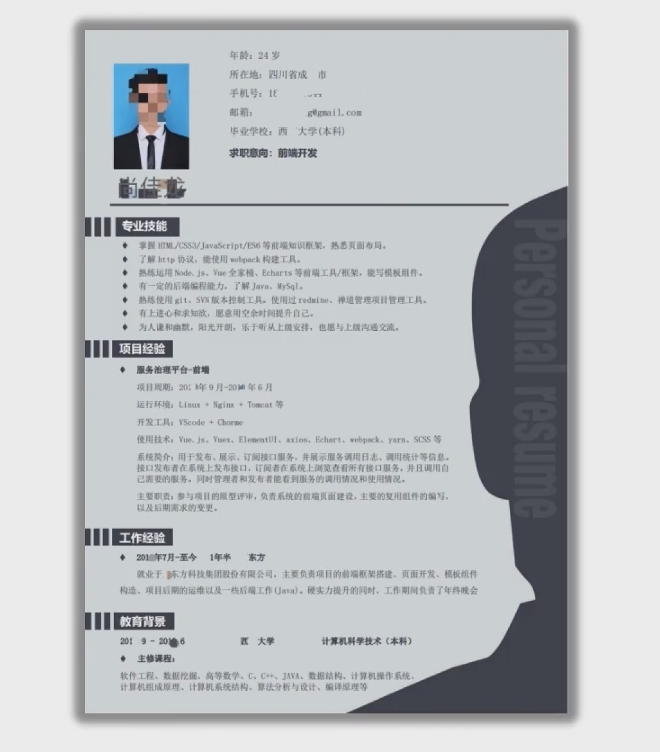 年龄：24 岁
所在地：四川省成 市
手机号：1
邮箱： g@gmail.com
毕业学校：西 大学(本科)
求职意向：前端开发
尚佳龙
专业技能
掌握 HTML/CSS3/JavaScript/ES6 等前端知识框架，熟悉页面布局。
了解 http 协议，能使用 webpack 构建工具。
熟练运用 Node.js、Vue 全家桶、Echarts 等前端工具/框架，能写模板组件。
有一定的后端编程能力，了解 Java、MySql。
熟练使用 git、SVN 版本控制工具。使用过 redmine、禅道管理项目管理工具。
有上进心和求知欲，愿意用空余时间提升自己。
为人谦和幽默，阳光开朗，乐于听从上级安排，也愿与上级沟通交流。
项目经验
服务治理平台-前端
项目周期：20 年 9 月-20 年 6 月
运行环境：Linux + Nginx + Tomcat 等
开发工具：VScode + Chorme
使用技术：Vue.js、Vuex、ElementUI、axios、Echart、webpack、yarn、SCSS 等
系统简介：用于发布、展示、订阅接口服务，并展示服务调用日志、调用统计等信息。
接口发布者在系统上发布接口，订阅者在系统上浏览查看所有接口服务，并且调用自
己需要的服务。同时管理者和发布者能看到服务的调用情况和使用情况。
主要职责：参与项目的原型评审，负责系统的前端页面建设，主要的复用组件的编写，
以及后期需求的变更。
工作经验
201 年7月-至今 1年半 东方
就业于 东方科技集团股份有限公司，主要负责项目的前端框架搭建、页面开发、模板组件
构造、项目后期的运维以及一些后端工作(Java)。硬实力提升的同时，工作期间负责了年终晚会
教育背景
201 9 - 20 .6 西 大学 计算机科学技术（本科）
主修课程：
软件工程、数据挖掘、高等数学、C、C++、JAVA、数据结构、计算机操作系统、
计算机组成原理、计算机系统结构、算法分析与设计、编译原理等
Personal resume